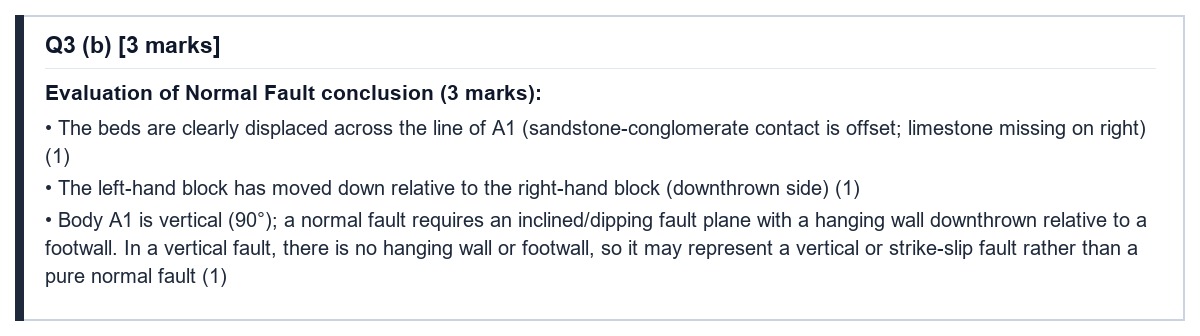 Q3 (b) [3 marks]
Evaluation of Normal Fault conclusion (3 marks):
• The beds are clearly displaced across the line of A1 (sandstone-conglomerate contact is offset; limestone missing on right)
(1)
• The left-hand block has moved down relative to the right-hand block (downthrown side) (1)
• Body A1 is vertical (90°); a normal fault requires an inclined/dipping fault plane with a hanging wall downthrown relative to a
footwall. In a vertical fault, there is no hanging wall or footwall, so it may represent a vertical or strike-slip fault rather than a
pure normal fault (1)